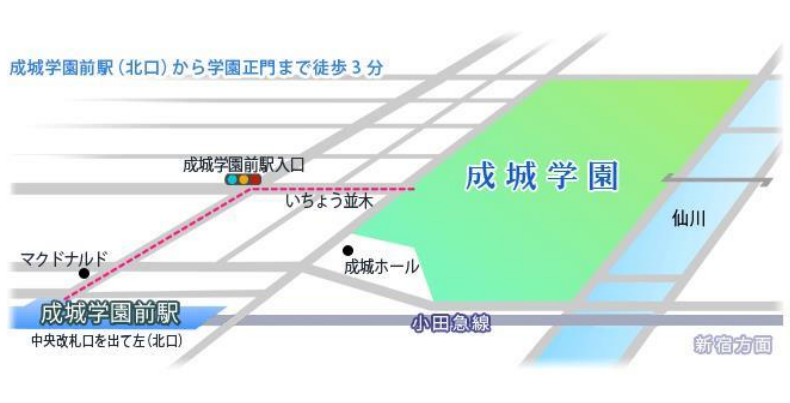 成城学園前駅（北口）から学園正門まで徒歩３分
成城学園前駅入口
成城学園
いちょう並木
仙川
マクドナルド
成城ホール
成城学園前駅
小田急線
中央改札口を出て左（北口）
新宿方面